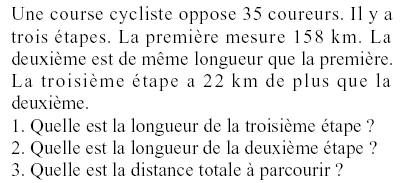 Une course cycliste oppose 35 coureurs. Il y a
trois étapes. La première mesure 158 km. La
deuxième est de même longueur que la première.
La troisième étape a 22 km de plus que la
deuxième.
1. Quelle est la longueur de la troisième étape ?
2. Quelle est la longueur de la deuxième étape ?
3. Quelle est la distance totale à parcourir ?